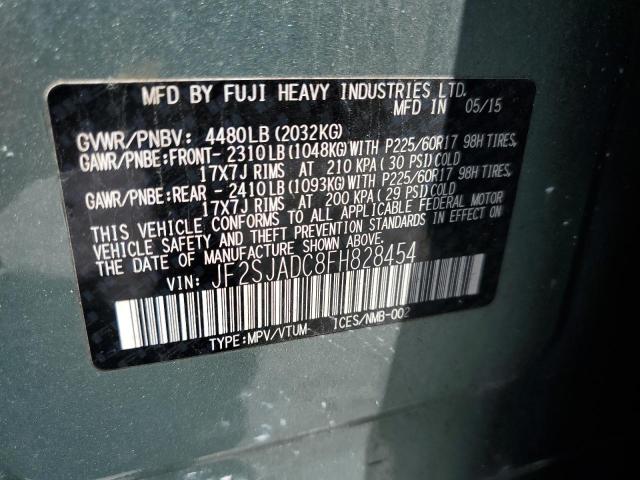 MFD BY FUJI HEAVY INDUSTRIES LTD.
MFD IN 05/15
GVWR/PNBV: 4480LB (2032KG)
GAWR/PNBE:FRONT- 2310LB(1048KG)WITH P225/60R17 98H TIRES,
17X7J RIMS AT 210 KPA (30 PSI)COLD
GAWR/PNBE:REAR - 2410LB(1093KG)WITH P225/60R17 98H TIRES,
17X7J RIMS AT 200 KPA (29 PSI)COLD
THIS VEHICLE CONFORMS TO ALL APPLICABLE FEDERAL MOTOR
VEHICLE SAFETY AND THEFT PREVENTION STANDARDS IN EFFECT ON
THE DATE OF MANUFACTURE SHOWN ABOVE.
VIN: JF2SJADC8FH828454
TYPE:MPV/VTUM- ICES/NMB-002